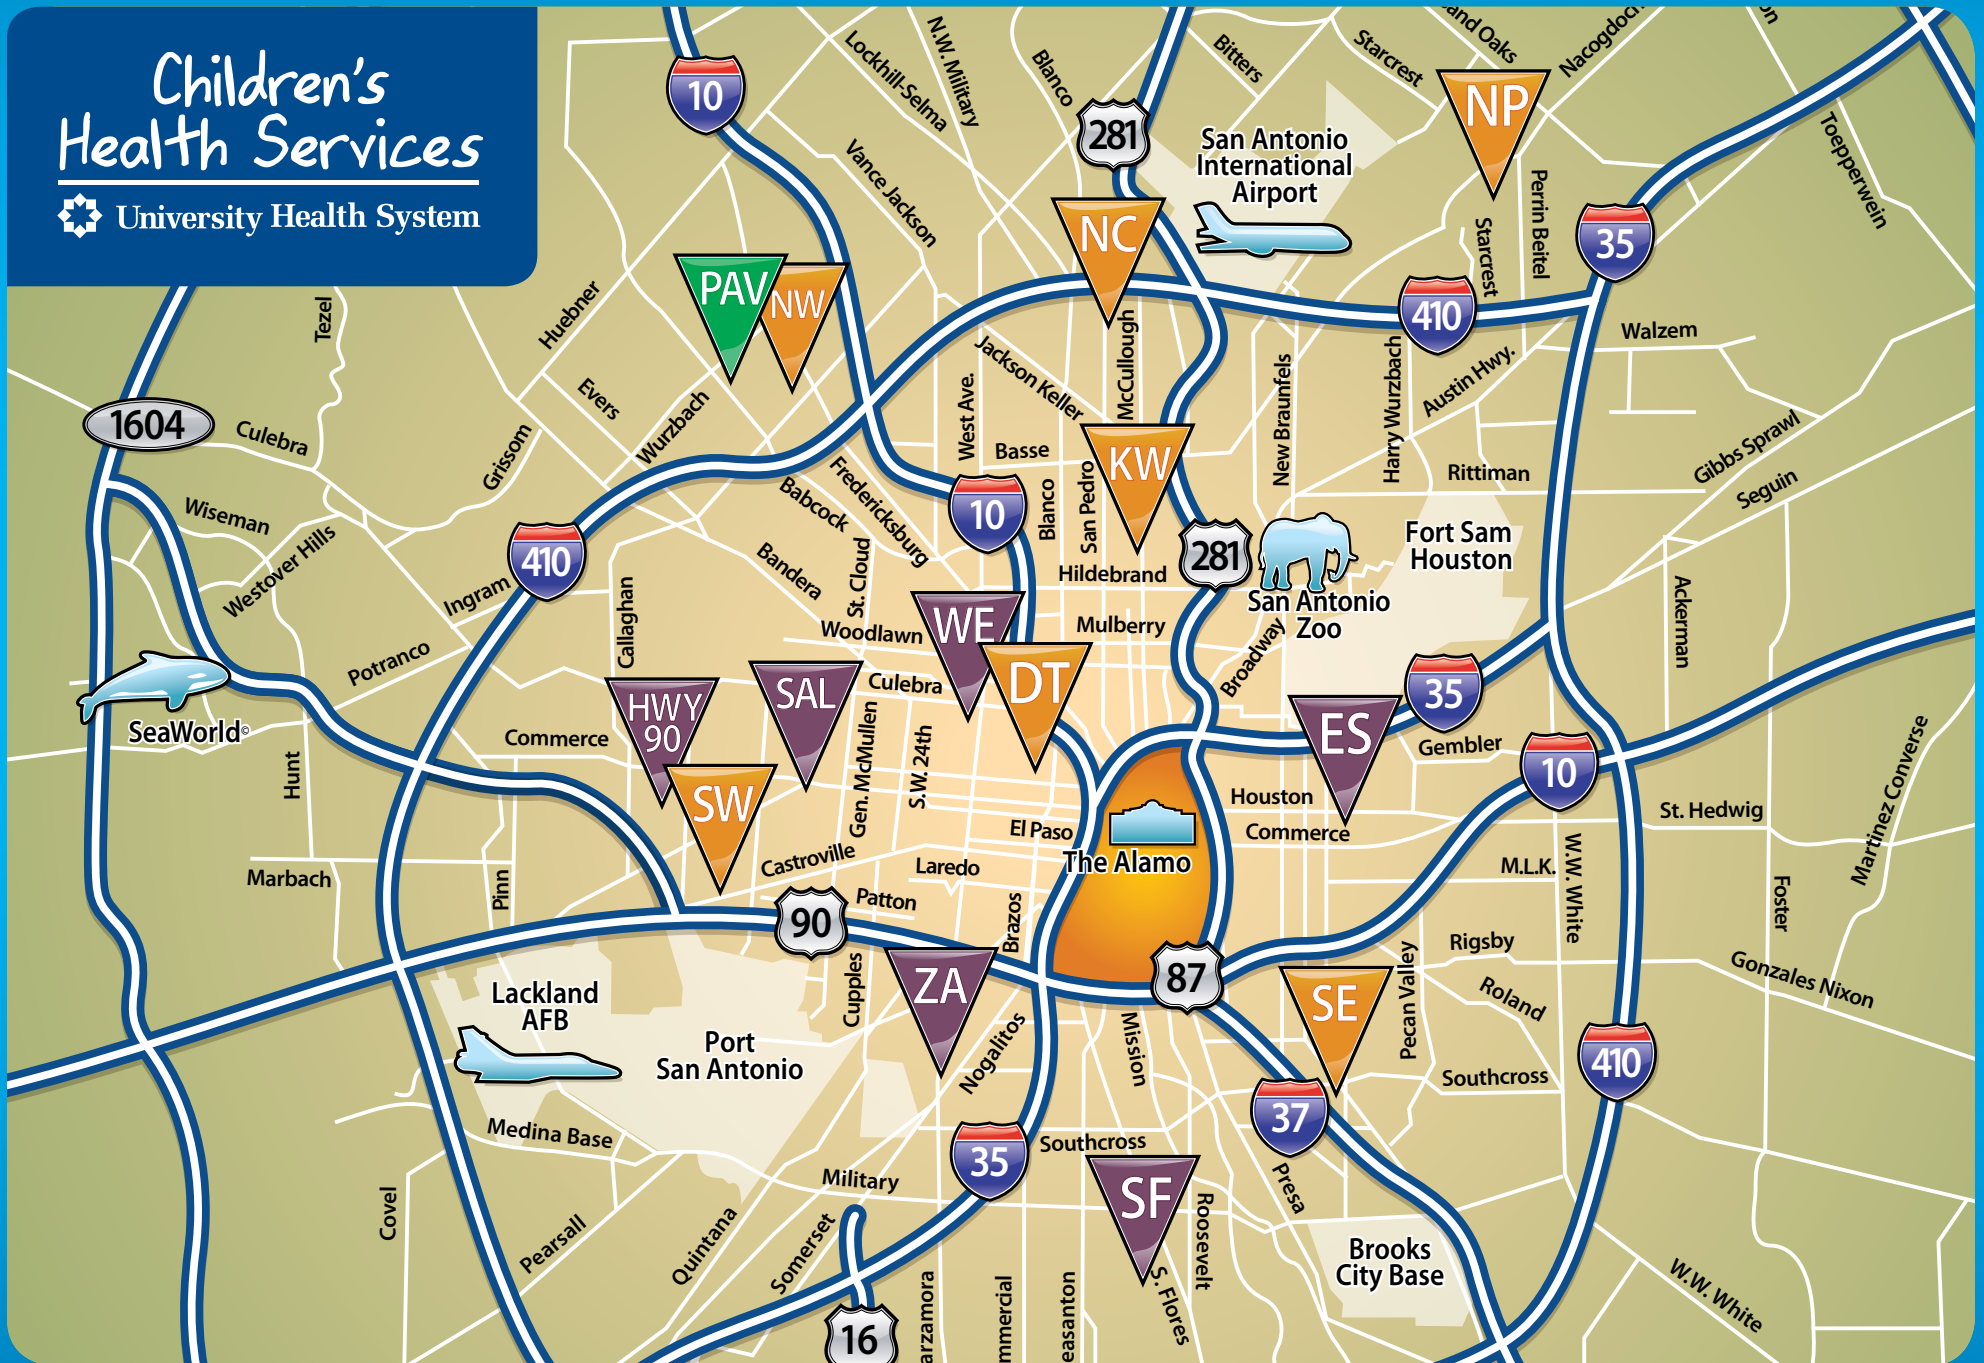 Children's
Health Services
University Health System
10
Lockhill-Selma
N.W. Military
Blanco
281
Bitters
Starcrest
Oaks
NP
Toepperwein
San Antonio
International
Airport
Vance Jackson
NC
Perrin Beitel
Starcrest
35
PAV
NW
Huebner
Tezel
410
Walzem
Evers
Wurzbach
Jackson Keller
McCullough
New Braunfels
Harry Wurzbach
Austin Hwy.
1604
Culebra
Grissom
West Ave.
Basse
KW
Rittiman
Gibbs Sprawl
Seguin
Wiseman
Westover Hills
Babcock
Fredericksburg
10
Blanco
San Pedro
281
Fort Sam
Houston
410
Ingram
Bandera
St. Cloud
Hildebrand
San Antonio
Zoo
Ackerman
Callaghan
Woodlawn
WE
Mulberry
Broadway
Potranco
DT
35
HWY
90
SAL
Culebra
ES
SeaWorld©
Commerce
Gembler
10
Hunt
SW
Gen. McMullen
S.W. 24th
Houston
Commerce
St. Hedwig
Martinez Converse
El Paso
The Alamo
Marbach
Pinn
Castroville
Laredo
M.L.K.
W.W. White
Foster
90
Patton
Brazos
Rigsby
Gonzales Nixon
Cupples
ZA
87
SE
Pecan Valley
Roland
Lackland
AFB
Port
San Antonio
Nogalitos
Mission
Southcross
410
37
Medina Base
35
Southcross
Military
SF
Roosevelt
Presa
Covel
Pearsall
Quintana
Somerset
Brooks
City Base
16
arzamora
mmercial
easanton
S. Flores
W.W. White